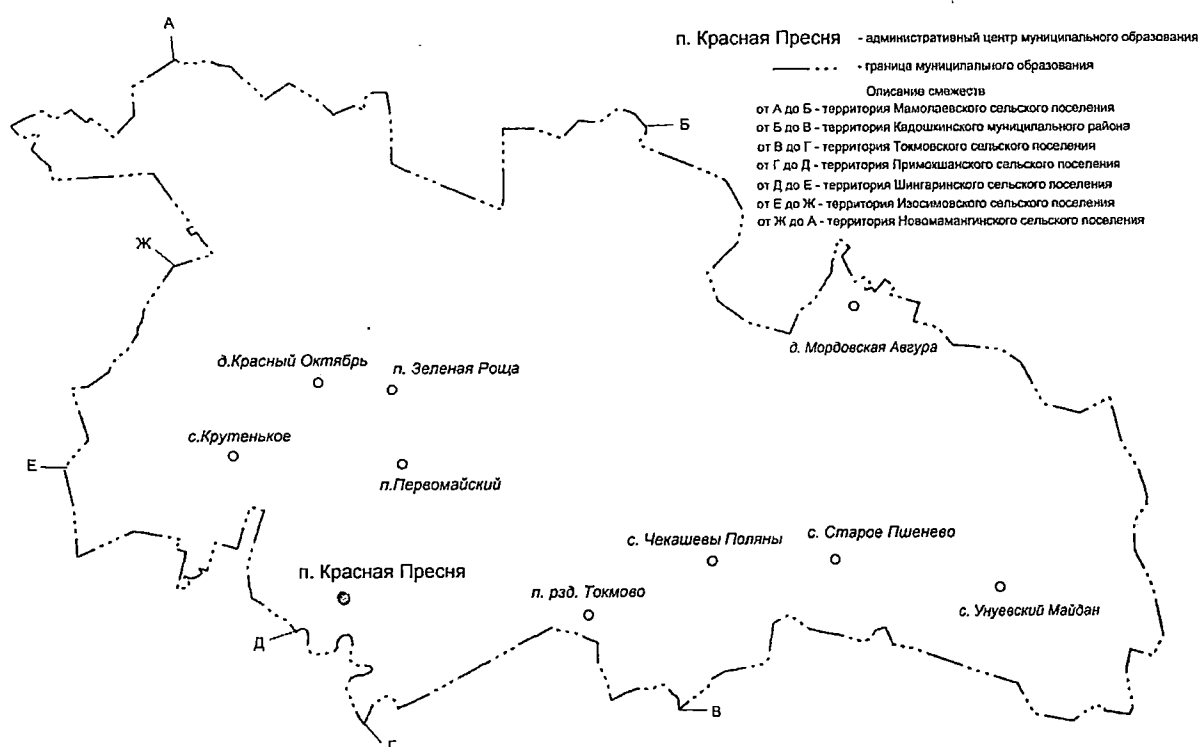 А
п. Красная Пресня - административный центр муниципального образования
- граница муниципального образования
Описание смежеств
от А до Б - территория Мамолаевского сельского поселения
от Б до В - территория Кадошкинского муниципального района
от В до Г - территория Токмовского сельского поселения
от Г до Д - территория Примокшанского сельского поселения
от Д до Е - территория Шингаринского сельского поселения
от Е до Ж - территория Изосимовского сельского поселения
от Ж до А - территория Новомамангинского сельского поселения
Б
Ж
д. Мордовская Авгура
д.Красный Октябрь
п. Зеленая Роща
с.Крутенькое
Е
п.Первомайский
с. Чекашевы Поляны
с. Старое Пшенево
п. Красная Пресня
п. рзд. Токмово
с. Унуевский Майдан
Д
В
Г